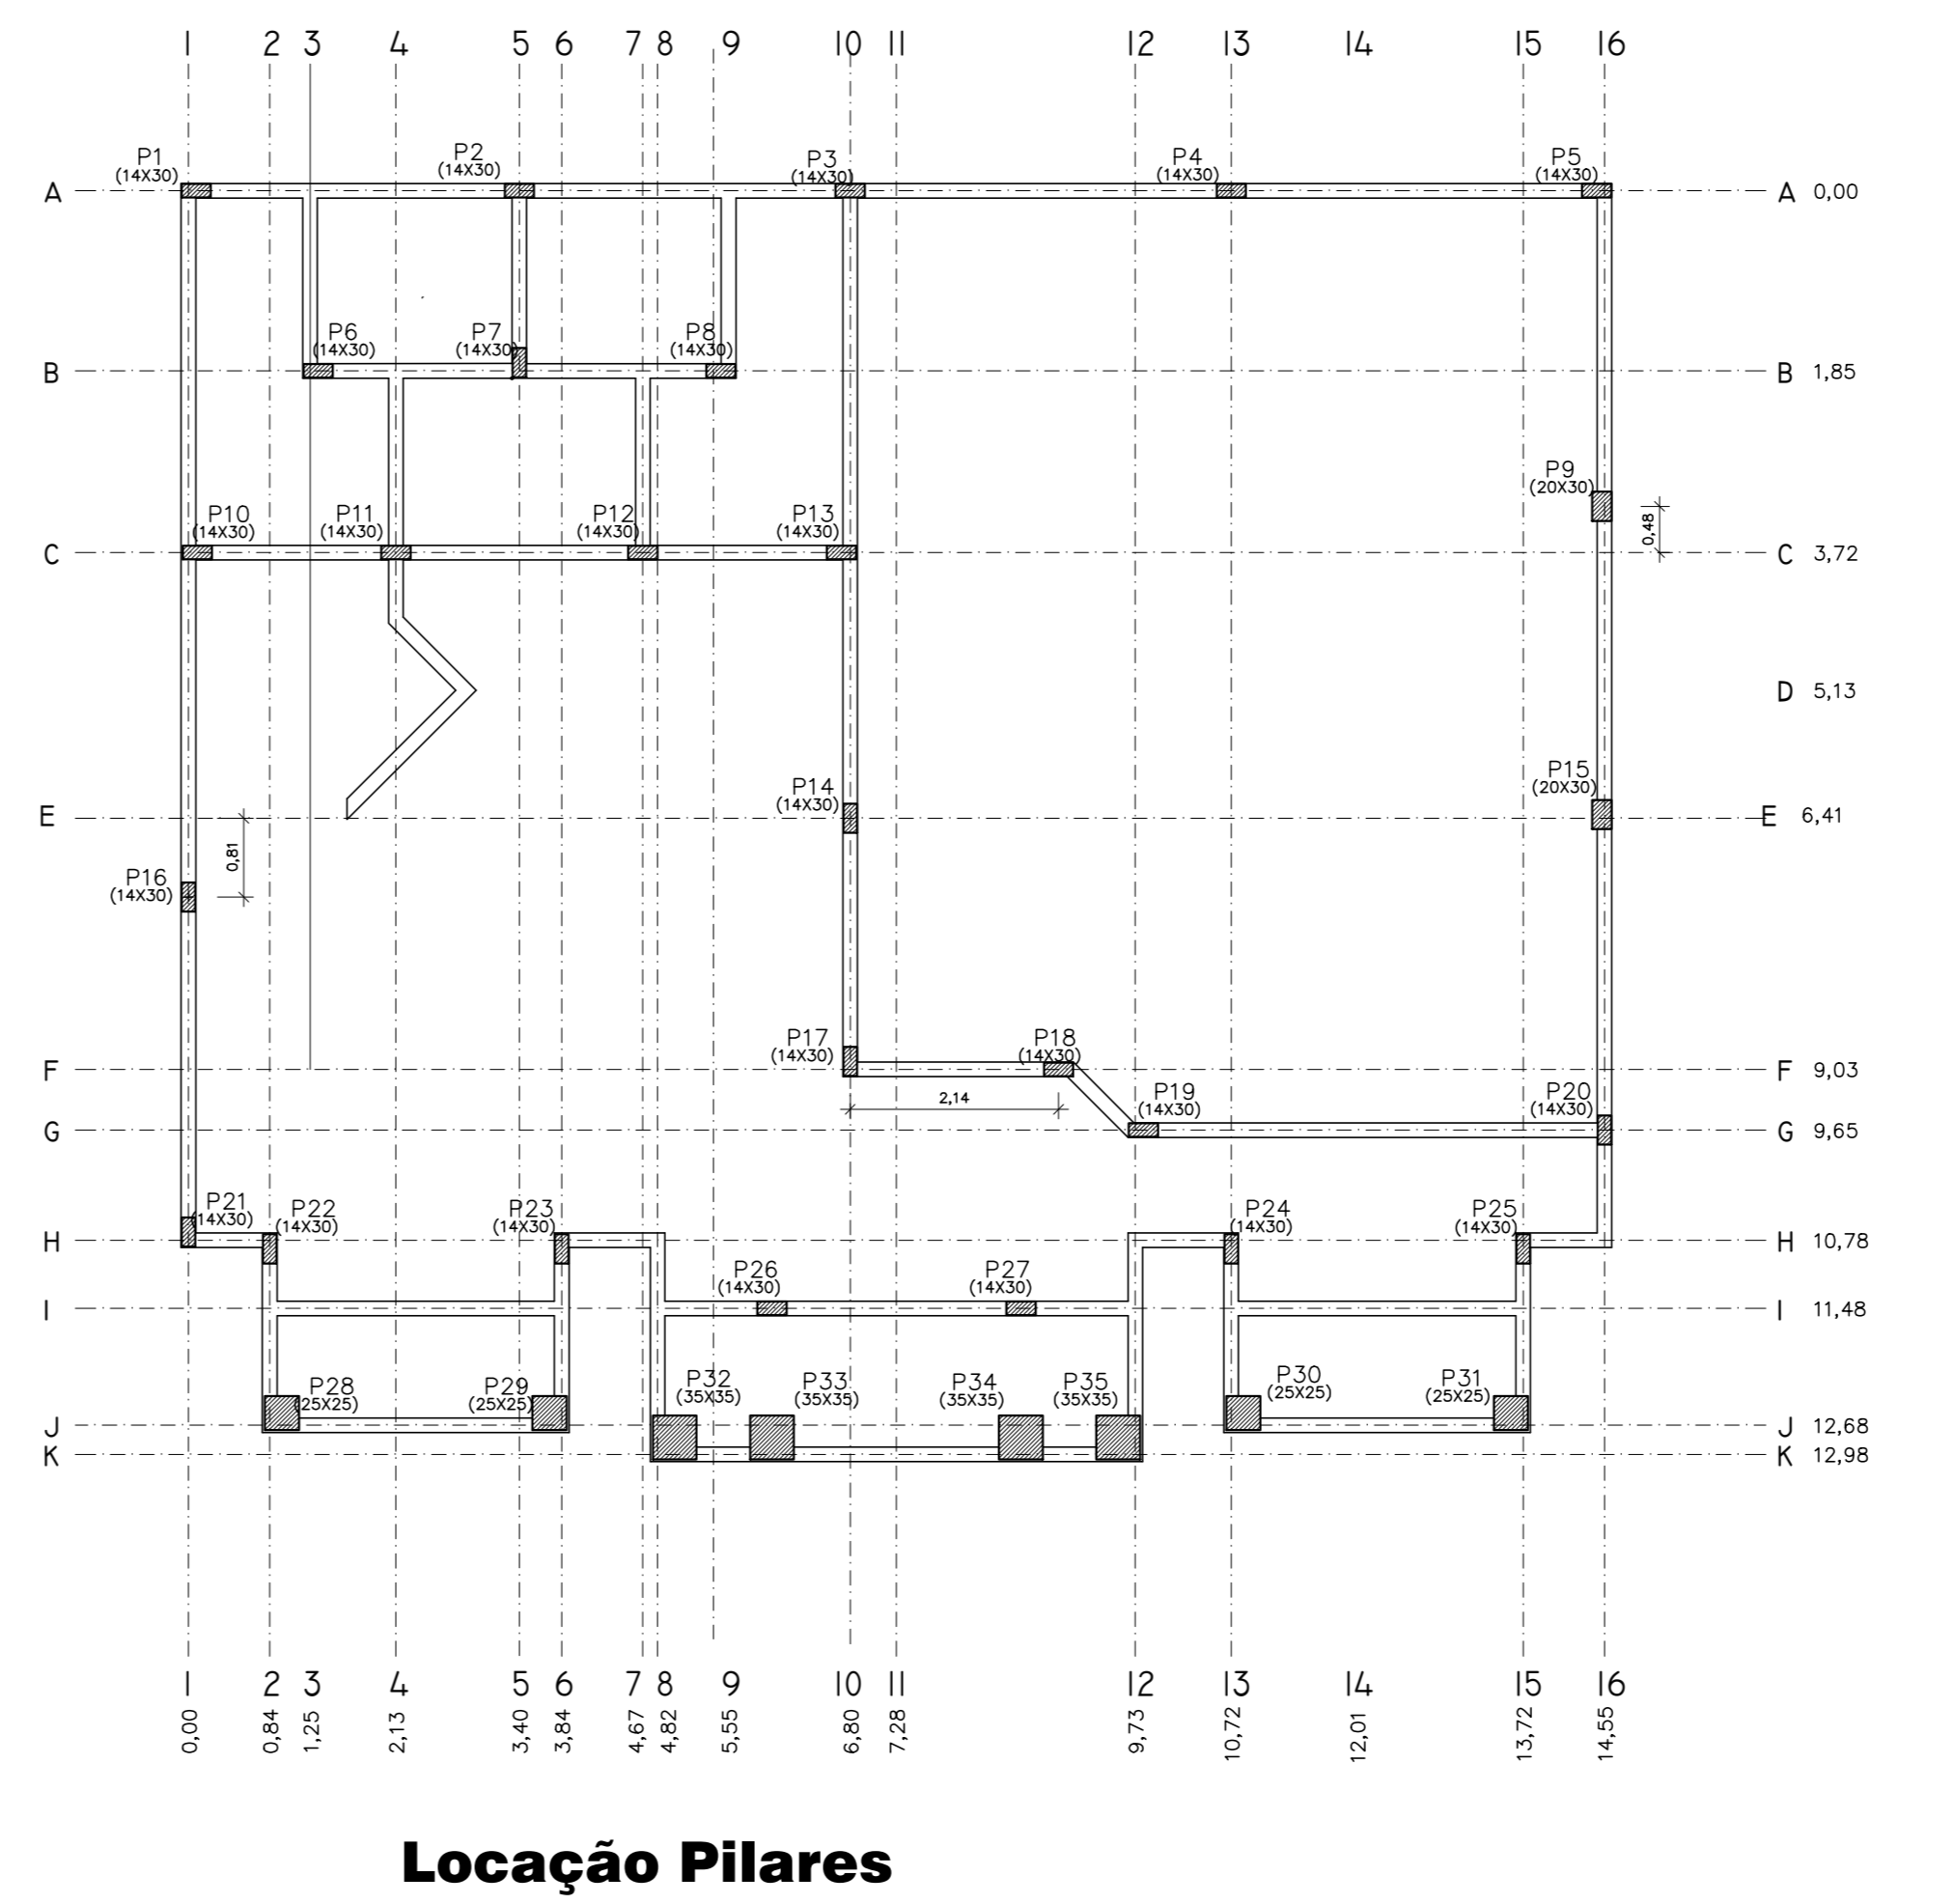 1 2 3 4 5 6 7 8 9 10 11 12 13 14 15 16
P1
(14X30)
P2
(14X30)
P3
(14X30)
P4
(14X30)
P5
(14X30)
A A 0,00
P6
(14X30)
P7
(14X30)
P8
(14X30)
B B 1,85
P9
(20X30)
0,48
P10
(14X30)
P11
(14X30)
P12
(14X30)
P13
(14X30)
C C 3,72
D 5,13
P14
(14X30)
P15
(20X30)
E E 6,41
0,81
P16
(14X30)
P17
(14X30)
P18
(14X30)
F F 9,03
2,14
P19
(14X30)
P20
(14X30)
G G 9,65
P21
(14X30)
P22
(14X30)
P23
(14X30)
P24
(14X30)
P25
(14X30)
H H 10,78
P26
(14X30)
P27
(14X30)
I I 11,48
P28
(25X25)
P29
(25X25)
P32
(35X35)
P33
(35X35)
P34
(35X35)
P35
(35X35)
P30
(25X25)
P31
(25X25)
J J 12,68
K K 12,98
1 2 3 4 5 6 7 8 9 10 11 12 13 14 15 16
0,00 0,84 1,25 2,13 3,40 3,84 4,67 4,82 5,55 6,80 7,28 9,73 10,72 12,01 13,72 14,55
Locação Pilares